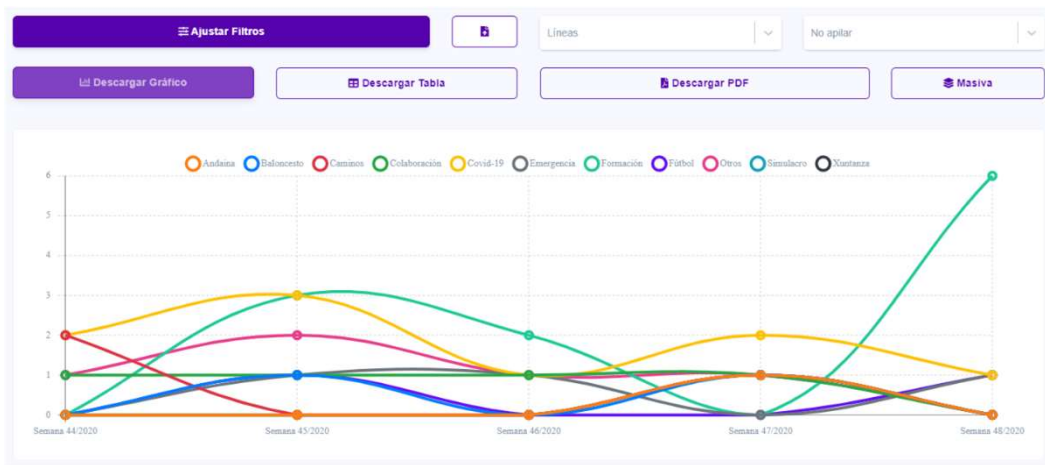 Ajustar Filtros
Líneas
No apilar
Descargar Gráfico
Descargar Tabla
Descargar PDF
Masiva
Andaina Baloncesto Caminos Colaboración Covid-19 Emergencia Formación Fútbol Otros Simulacro Xuntanza
6
5
4
3
2
1
0
Semana 44/2020 Semana 45/2020 Semana 46/2020 Semana 47/2020 Semana 48/2020